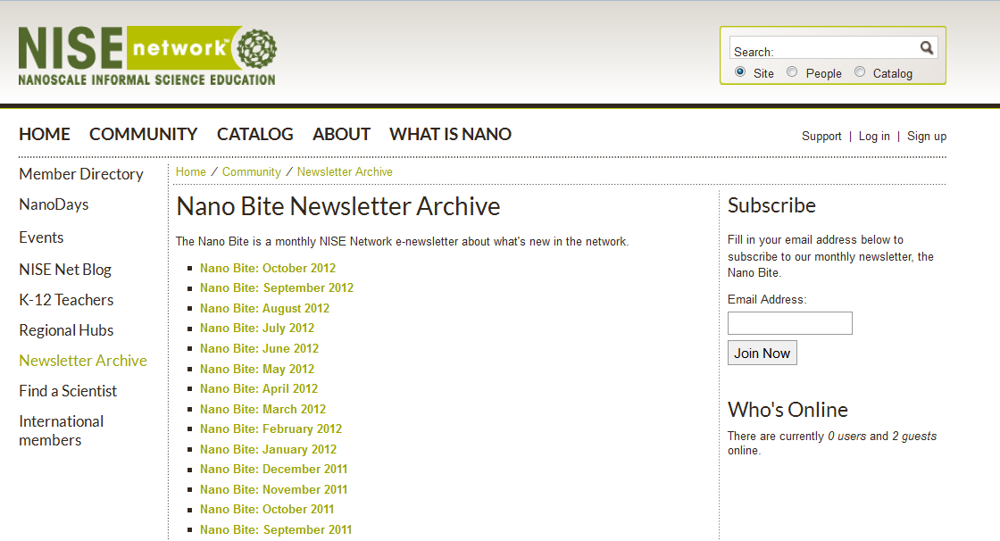 NISE network™
NANOSCALE INFORMAL SCIENCE EDUCATION
Search:
Site People Catalog
HOME COMMUNITY CATALOG ABOUT WHAT IS NANO
Support | Log in | Sign up
Member Directory
NanoDays
Events
NISE Net Blog
K-12 Teachers
Regional Hubs
Newsletter Archive
Find a Scientist
International
members
Home / Community / Newsletter Archive
Nano Bite Newsletter Archive
The Nano Bite is a monthly NISE Network e-newsletter about what's new in the network.
Nano Bite: October 2012
Nano Bite: September 2012
Nano Bite: August 2012
Nano Bite: July 2012
Nano Bite: June 2012
Nano Bite: May 2012
Nano Bite: April 2012
Nano Bite: March 2012
Nano Bite: February 2012
Nano Bite: January 2012
Nano Bite: December 2011
Nano Bite: November 2011
Nano Bite: October 2011
Nano Bite: September 2011
Subscribe
Fill in your email address below to
subscribe to our monthly newsletter, the
Nano Bite.
Email Address:
Join Now
Who's Online
There are currently 0 users and 2 guests
online.